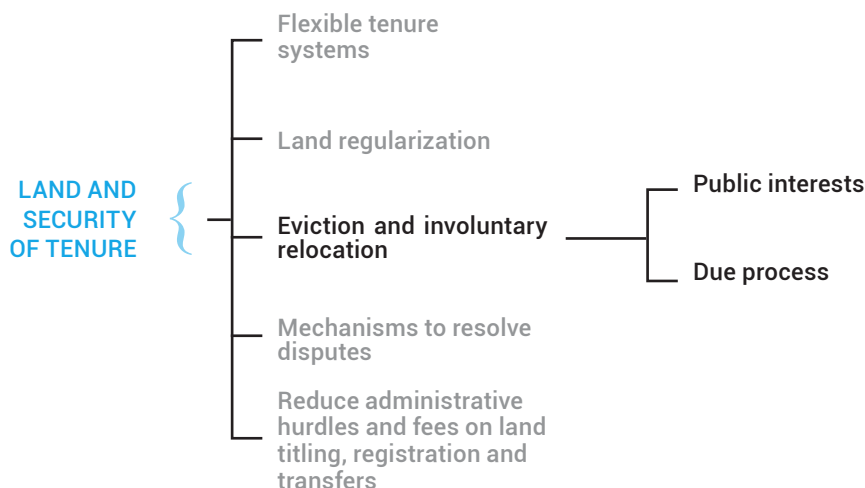 Flexible tenure
systems
Land regularization
LAND AND
SECURITY
OF TENURE
{
Eviction and involuntary
relocation
Public interests
Due process
Mechanisms to resolve
disputes
Reduce administrative
hurdles and fees on land
titling, registration and
transfers